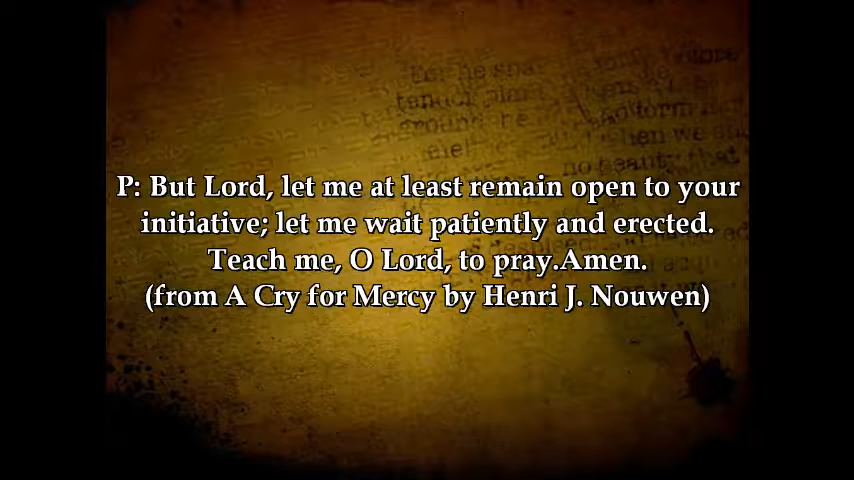 P: But Lord, let me at least remain open to your
initiative; let me wait patiently and erected.
Teach me, O Lord, to pray.Amen.
(from A Cry for Mercy by Henri J. Nouwen)